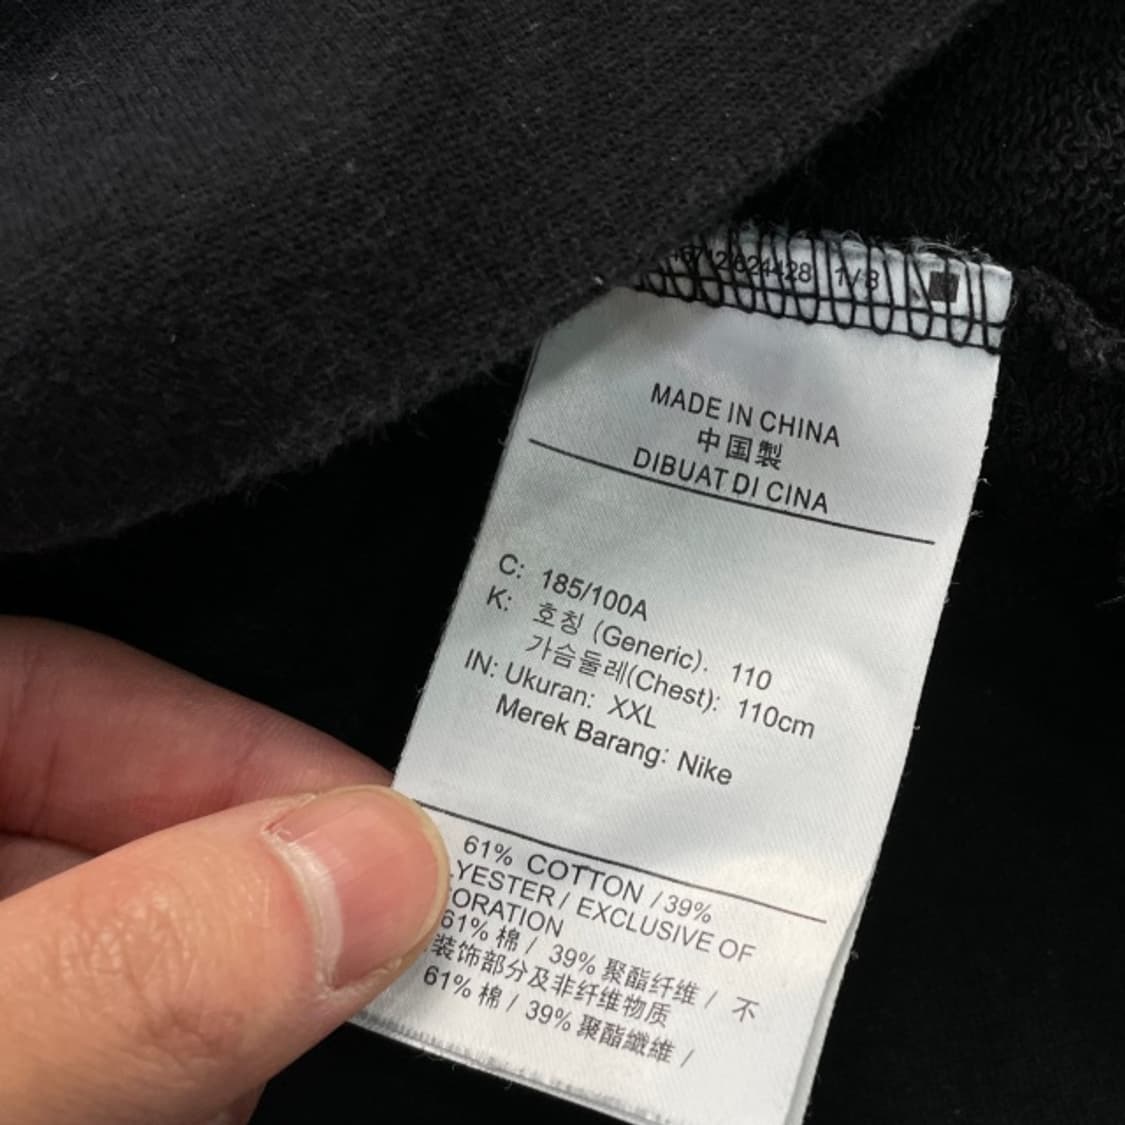 1/3
MADE IN CHINA
中国製
DIBUAT DI CINA
C: 185/100A
K: 호칭 (Generic). 110
가슴둘레(Chest): 110cm
IN: Ukuran: XXL
Merek Barang: Nike
61% COTTON / 39%
YESTER / EXCLUSIVE OF
ORATION
61% 棉 / 39% 聚酯纤维 / 不
装饰部分及非纤维物质
61% 棉 / 39% 聚酯纖維 /